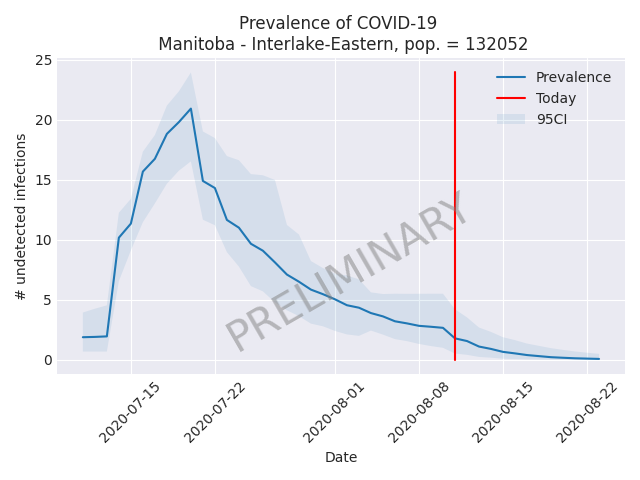 Prevalence of COVID-19
Manitoba - Interlake-Eastern, pop. = 132052
25
20
15
10
5
0
# undetected infections
Prevalence
Today
95CI
PRELIMINARY
2020-07-15
2020-07-22
2020-08-01
2020-08-08
2020-08-15
2020-08-22
Date